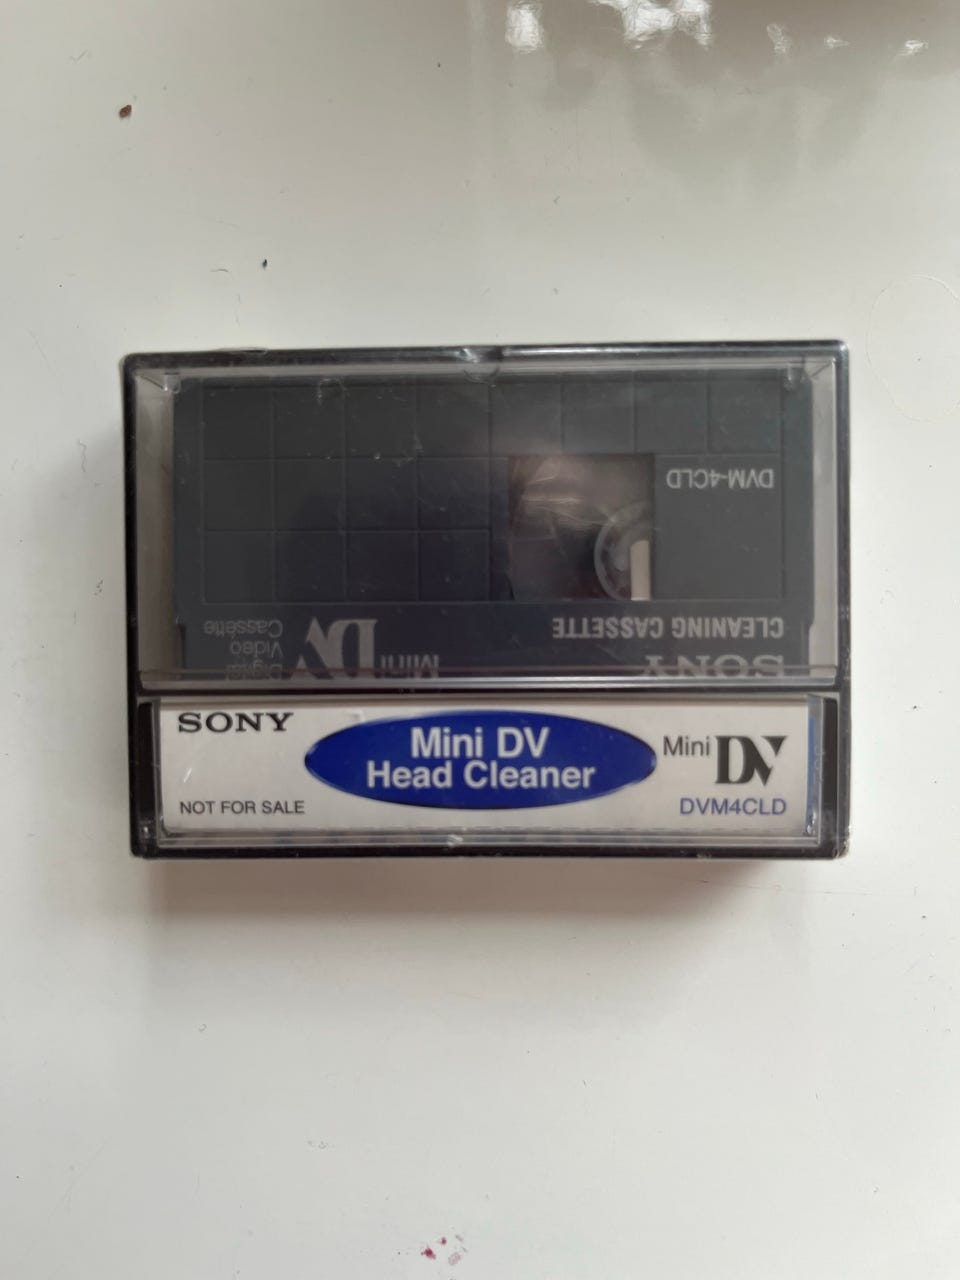 DVM-4CLD
CLEANING CASSETTE
SONY
Mini DV Digital
Video
Cassette
SONY
Mini DV
Head Cleaner
Mini DV
NOT FOR SALE
DVM4CLD